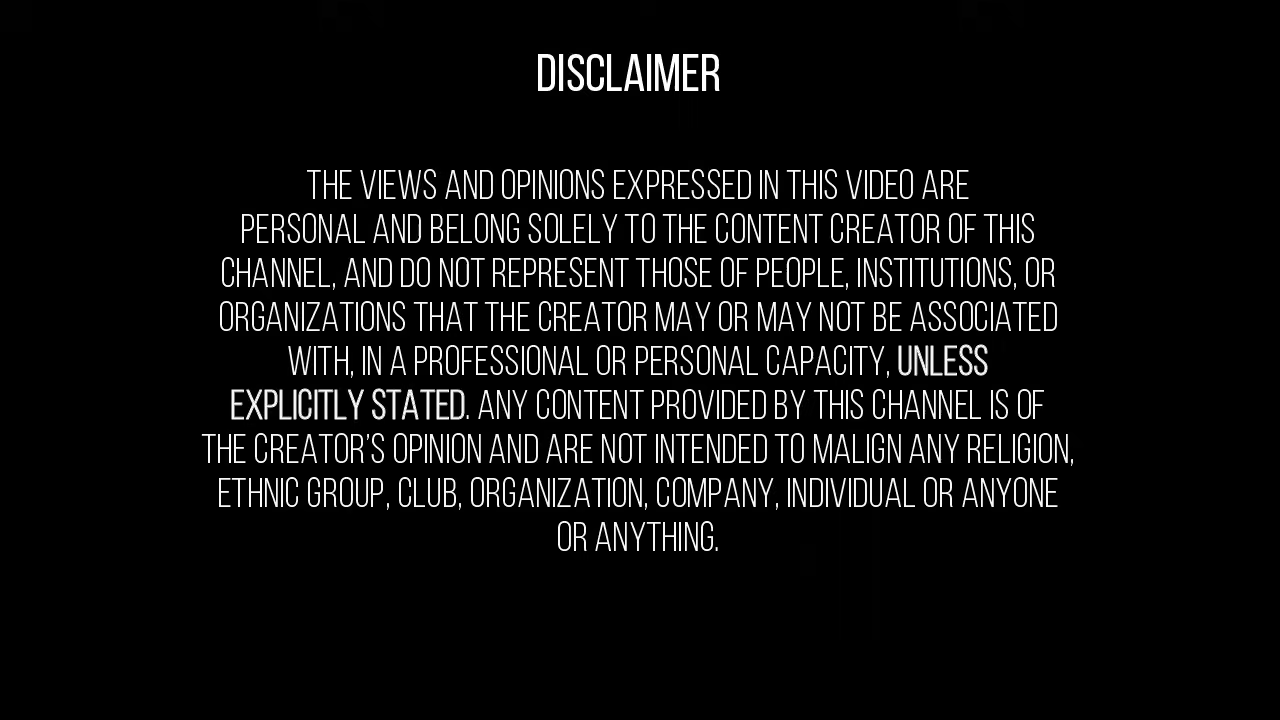 DISCLAIMER
THE VIEWS AND OPINIONS EXPRESSED IN THIS VIDEO ARE
PERSONAL AND BELONG SOLELY TO THE CONTENT CREATOR OF THIS
CHANNEL, AND DO NOT REPRESENT THOSE OF PEOPLE, INSTITUTIONS, OR
ORGANIZATIONS THAT THE CREATOR MAY OR MAY NOT BE ASSOCIATED
WITH, IN A PROFESSIONAL OR PERSONAL CAPACITY, UNLESS
EXPLICITLY STATED. ANY CONTENT PROVIDED BY THIS CHANNEL IS OF
THE CREATOR’S OPINION AND ARE NOT INTENDED TO MALIGN ANY RELIGION,
ETHNIC GROUP, CLUB, ORGANIZATION, COMPANY, INDIVIDUAL OR ANYONE
OR ANYTHING.